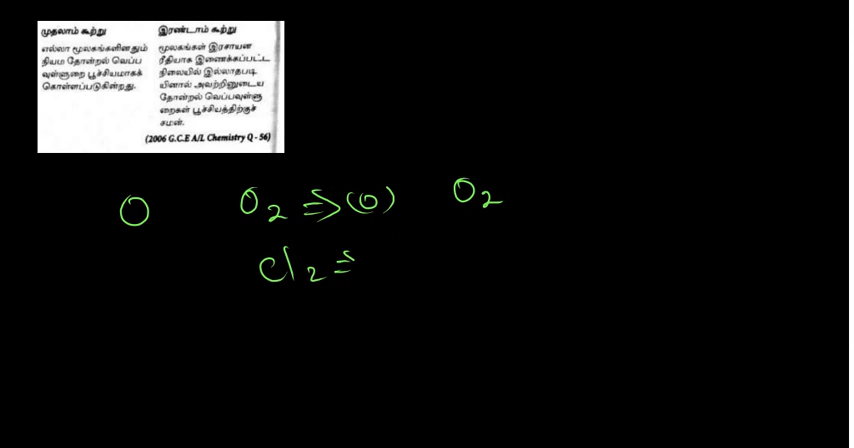 முதலாம் கூற்று
எல்லா மூலகங்களினதும்
நியம தோன்றல் வெப்ப
வுள்ளுறை பூச்சியமாகக்
கொள்ளப்படுகின்றது.
இரண்டாம் கூற்று
மூலகங்கள் இரசாயன
ரீதியாக இணைக்கப்பட்ட
நிலையில் இல்லாதபடி
யினால் அவற்றினுடைய
தோன்றல் வெப்பவுள்ளு
றைகள் பூச்சியத்திற்குச்
சமன்.
(2006 G.C.E A/L Chemistry Q - 56)
O O₂ ⇒ (0) O₂
Cl₂ =